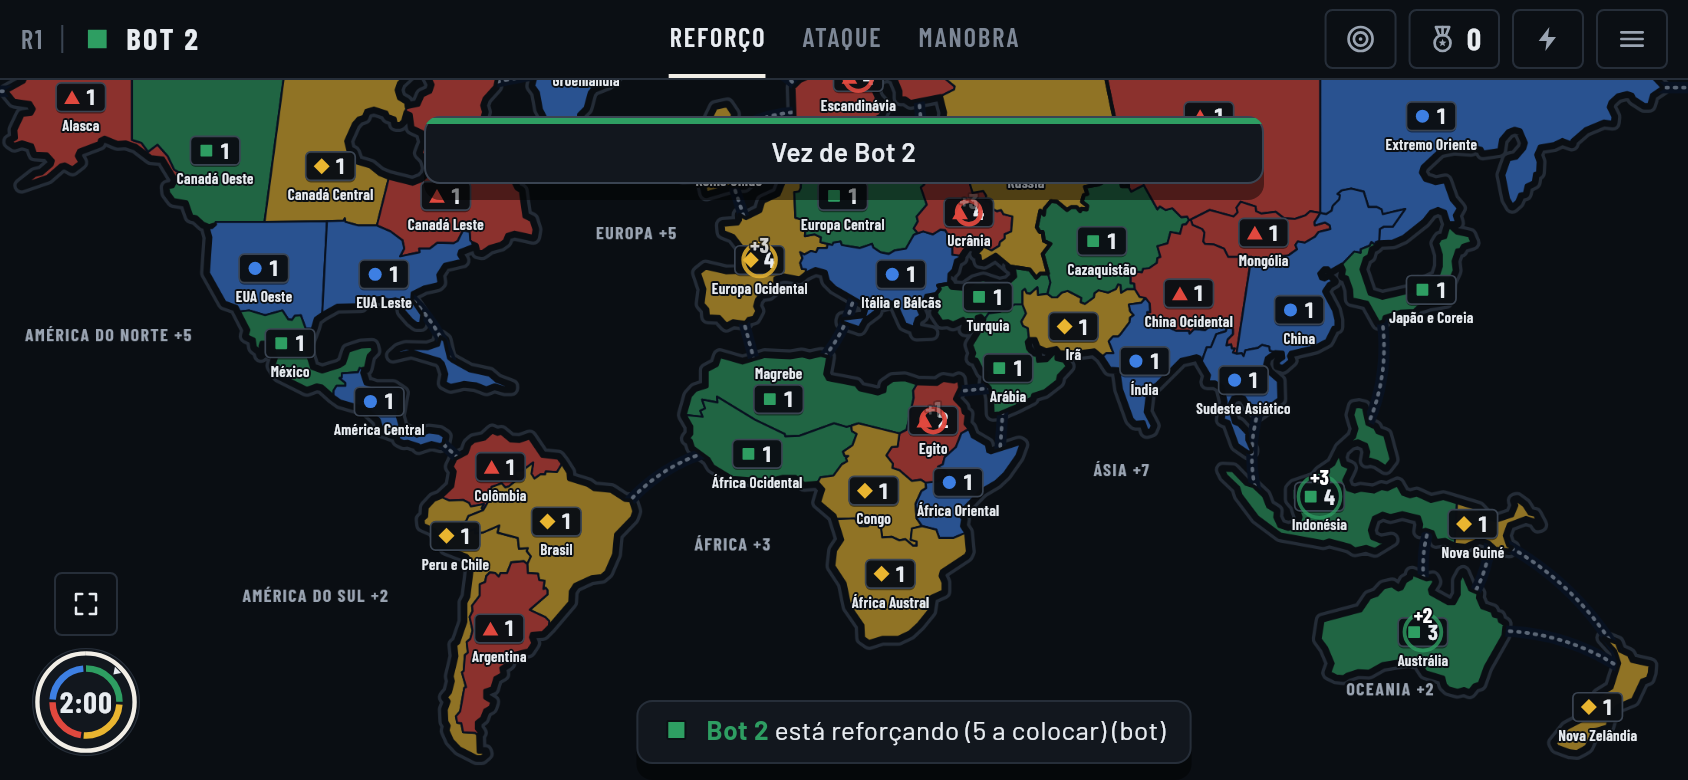 R1
BOT 2
REFORÇO
ATAQUE
MANOBRA
0
Groenlândia
Escandinávia
1
Alasca
1
Canadá Oeste
1
Canadá Central
1
Canadá Leste
Vez de Bot 2
1
1
Extremo Oriente
EUROPA +5
1
Europa Central
Rússia
+3
4
Europa Ocidental
4
Ucrânia
1
Cazaquistão
1
Mongólia
1
EUA Oeste
1
EUA Leste
1
Itália e Bálcãs
1
Turquia
1
China Ocidental
1
China
1
Japão e Coreia
AMÉRICA DO NORTE +5
1
México
1
Irã
1
Índia
1
Arábia
1
Sudeste Asiático
Magrebe
1
1
América Central
+1
2
Egito
1
África Ocidental
ÁSIA +7
1
Colômbia
1
Congo
1
África Oriental
+3
4
Indonésia
1
Nova Guiné
1
Peru e Chile
1
Brasil
ÁFRICA +3
1
África Austral
AMÉRICA DO SUL +2
1
Argentina
+2
3
Austrália
OCEANIA +2
1
Nova Zelândia
2:00
Bot 2 está reforçando (5 a colocar) (bot)